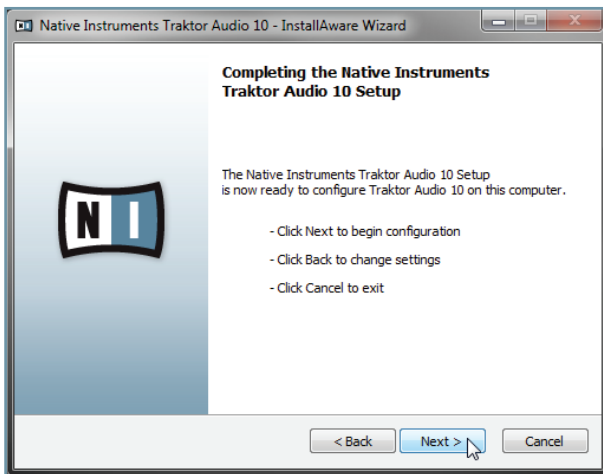 Native Instruments Traktor Audio 10 - InstallAware Wizard
Completing the Native Instruments
Traktor Audio 10 Setup
The Native Instruments Traktor Audio 10 Setup
is now ready to configure Traktor Audio 10 on this computer.
- Click Next to begin configuration
- Click Back to change settings
- Click Cancel to exit
N I
< Back Next > Cancel